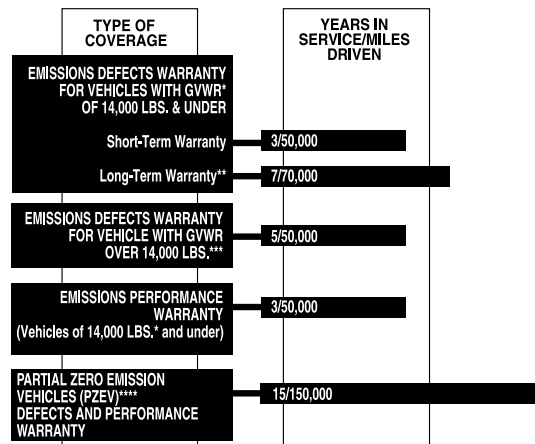 TYPE OF
COVERAGE
YEARS IN
SERVICE/MILES
DRIVEN
EMISSIONS DEFECTS WARRANTY
FOR VEHICLES WITH GVWR*
OF 14,000 LBS. & UNDER
Short-Term Warranty
3/50,000
Long-Term Warranty**
7/70,000
EMISSIONS DEFECTS WARRANTY
FOR VEHICLE WITH GVWR
OVER 14,000 LBS.***
5/50,000
EMISSIONS PERFORMANCE
WARRANTY
(Vehicles of 14,000 LBS.* and under)
3/50,000
PARTIAL ZERO EMISSION
VEHICLES (PZEV)****
DEFECTS AND PERFORMANCE
WARRANTY
15/150,000